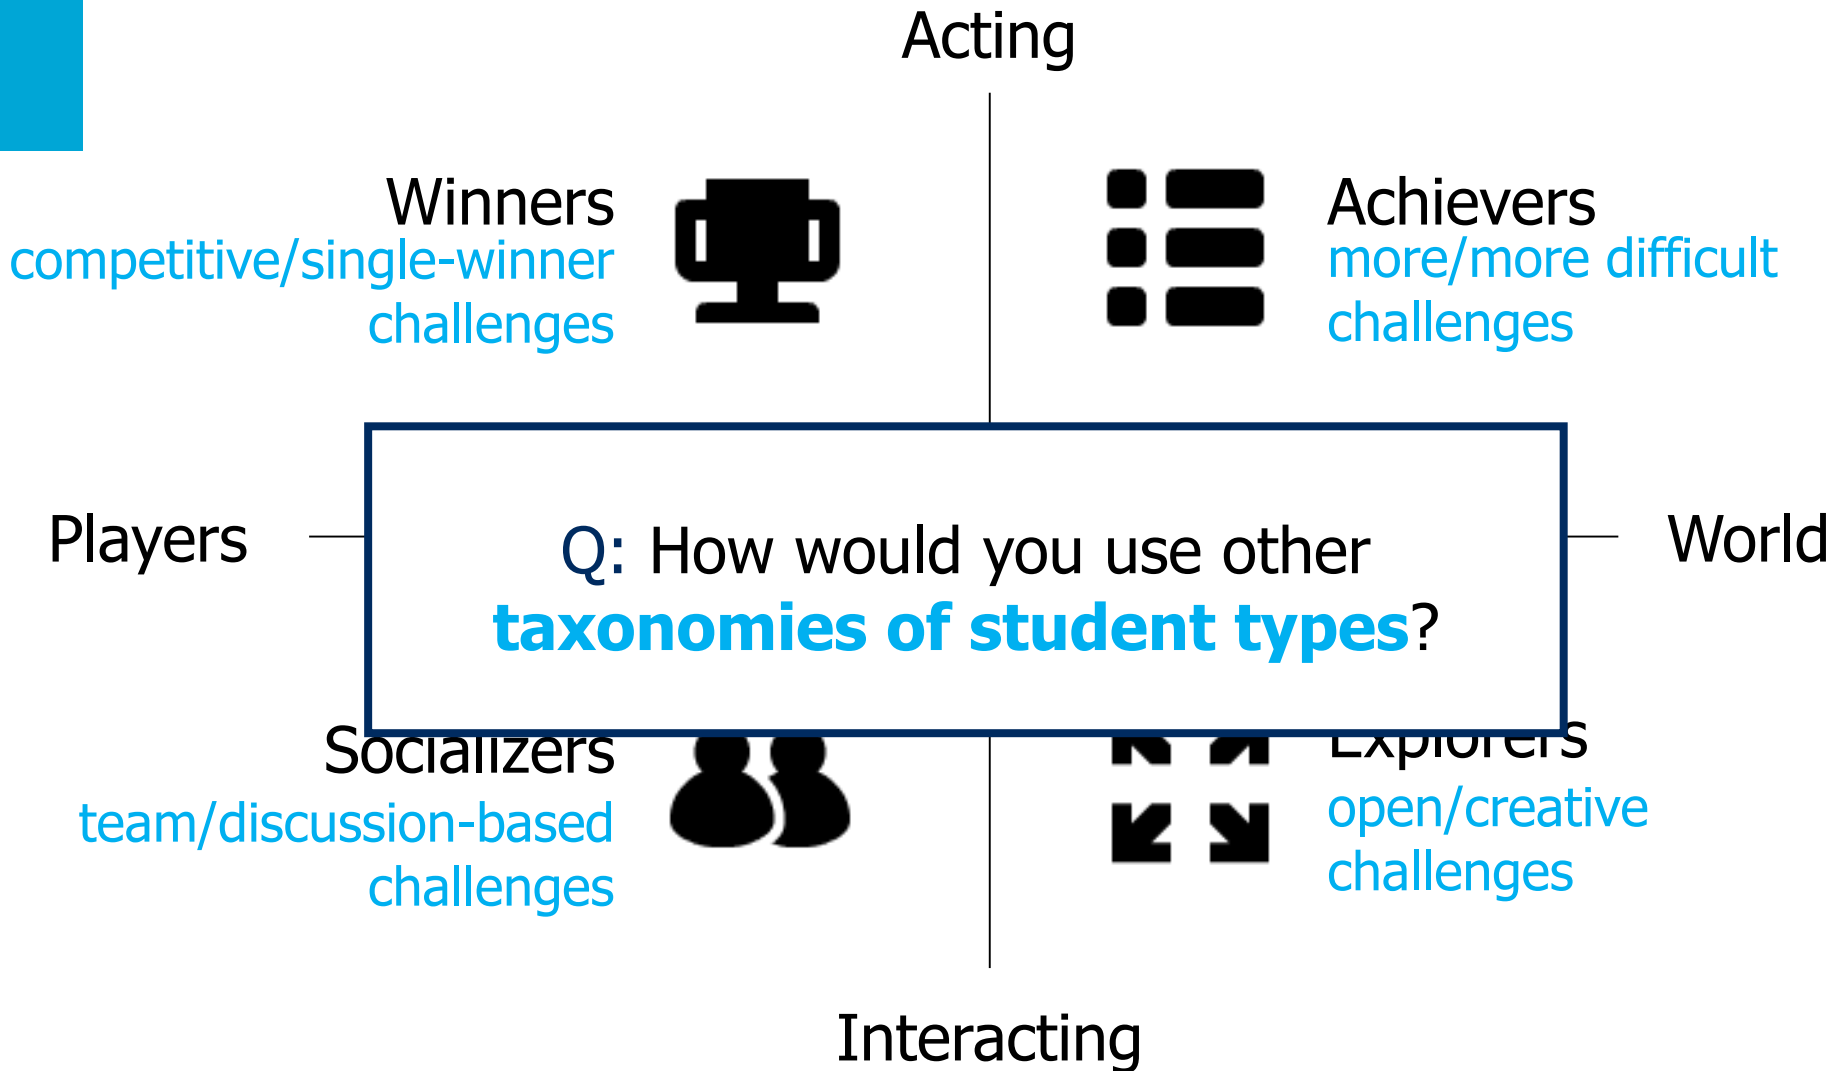 Acting
Winners
competitive/single-winner
challenges
Achievers
more/more difficult
challenges
Players
World
Q: How would you use other
taxonomies of student types?
Socializers
team/discussion-based
challenges
Explorers
open/creative
challenges
Interacting